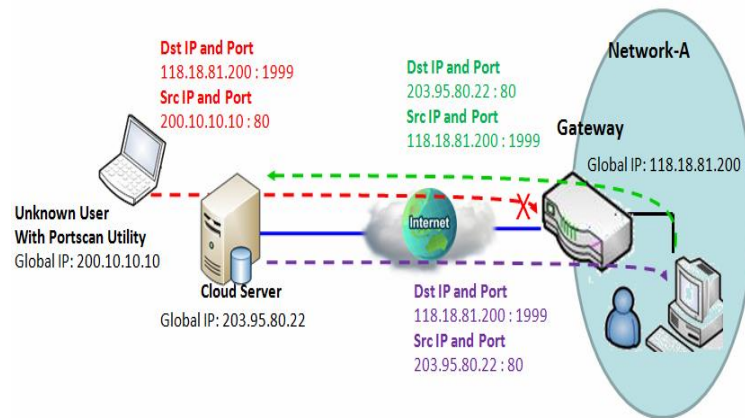 Dst IP and Port
118.18.81.200 : 1999
Src IP and Port
200.10.10.10 : 80
Dst IP and Port
203.95.80.22 : 80
Src IP and Port
118.18.81.200 : 1999
Network-A
Gateway
Global IP: 118.18.81.200
Unknown User
With Portscan Utility
Global IP: 200.10.10.10
Internet
Cloud Server
Global IP: 203.95.80.22
Dst IP and Port
118.18.81.200 : 1999
Src IP and Port
203.95.80.22 : 80